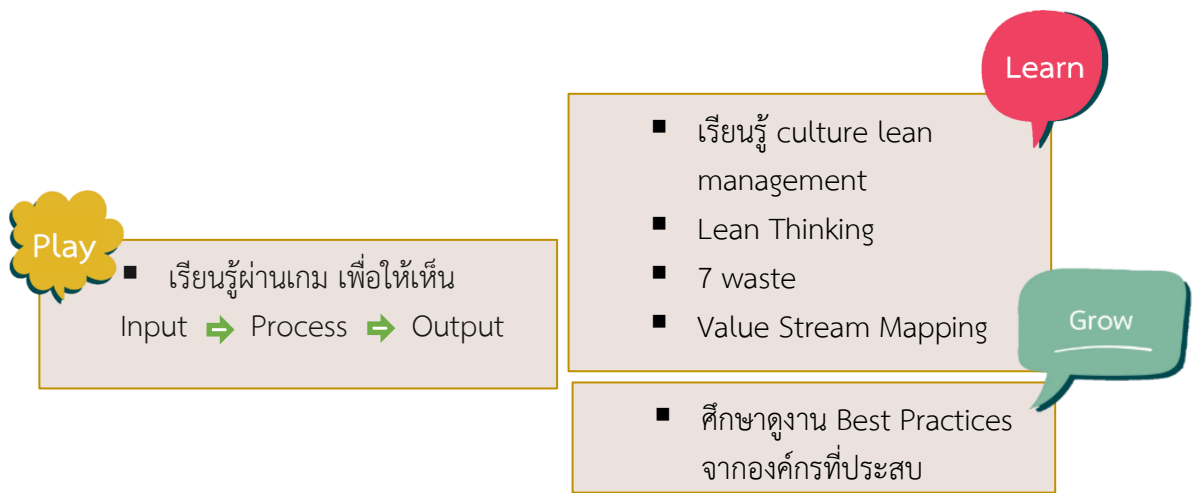 Play
เรียนรู้ผ่านเกม เพื่อให้เห็น
Input Process Output
Learn
เรียนรู้ culture lean
management
Lean Thinking
7 waste
Value Stream Mapping
Grow
ศึกษาดูงาน Best Practices
จากองค์กรที่ประสบ